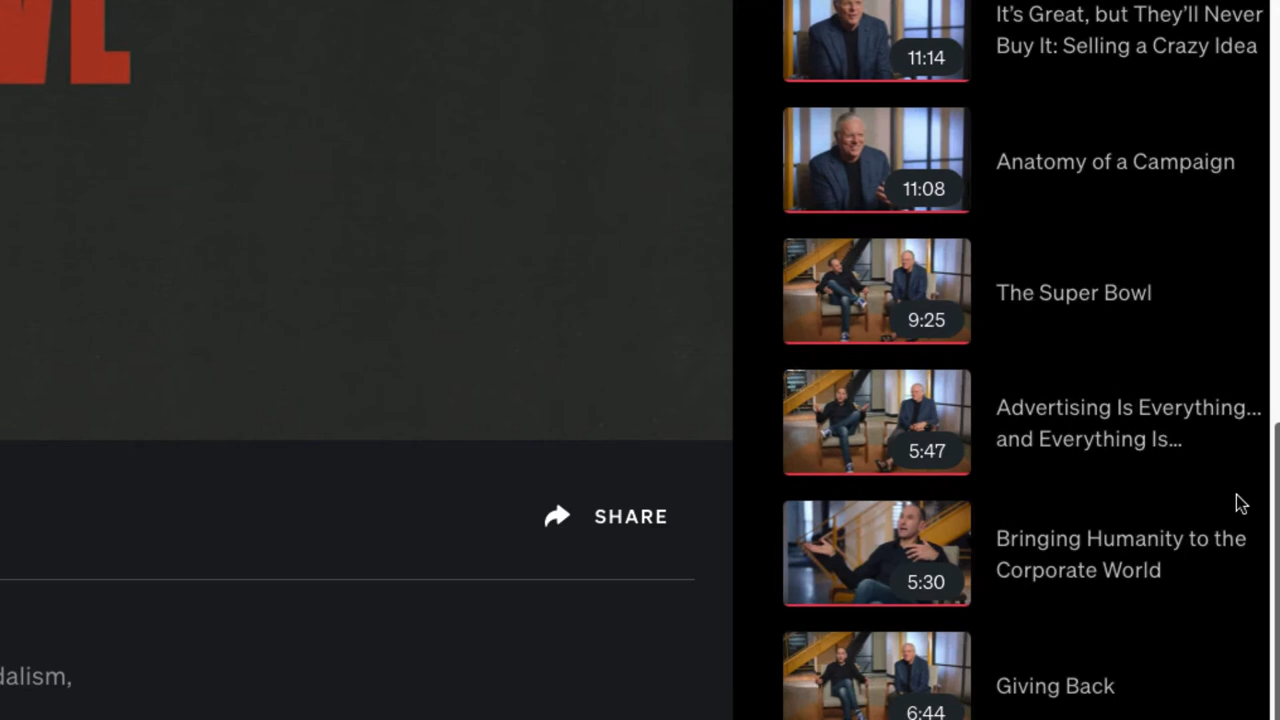 It’s Great, but They’ll Never
Buy It: Selling a Crazy Idea
11:14
Anatomy of a Campaign
11:08
The Super Bowl
9:25
Advertising Is Everything...
and Everything Is...
5:47
SHARE
Bringing Humanity to the
Corporate World
5:30
dalism,
Giving Back
6:44